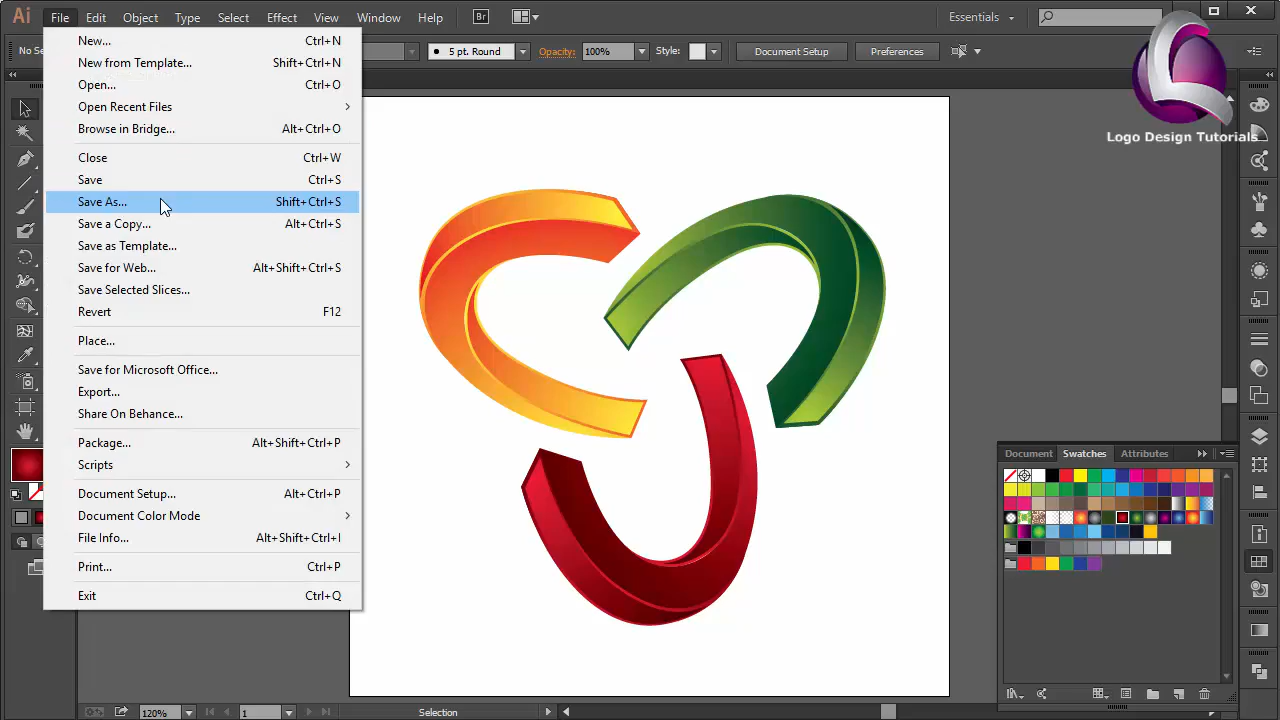 Ai File Edit Object Type Select Effect View Window Help Br Essentials
No Se 5 pt. Round Opacity: 100% Style: Document Setup Preferences
New... Ctrl+N
New from Template... Shift+Ctrl+N
Open... Ctrl+O
Open Recent Files
Browse in Bridge... Alt+Ctrl+O
Close Ctrl+W
Save Ctrl+S
Save As... Shift+Ctrl+S
Save a Copy... Alt+Ctrl+S
Save as Template...
Save for Web... Alt+Shift+Ctrl+S
Save Selected Slices...
Revert F12
Place...
Save for Microsoft Office...
Export...
Share On Behance...
Package... Alt+Shift+Ctrl+P
Scripts
Document Setup... Alt+Ctrl+P
Document Color Mode
File Info... Alt+Shift+Ctrl+I
Print... Ctrl+P
Exit Ctrl+Q
Logo Design Tutorials
Document Swatches Attributes
120% 1 Selection